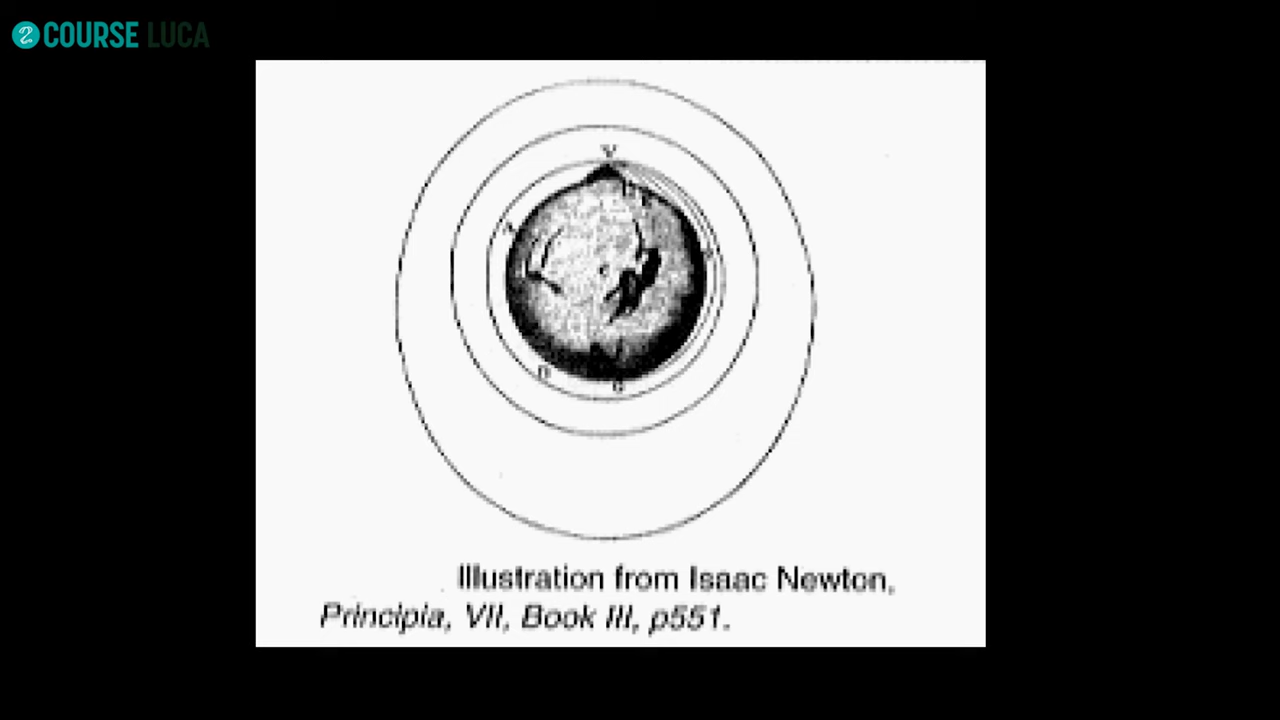 COURSE LUCA
V
D
G
Illustration from Isaac Newton,
Principia, VII, Book III, p551.